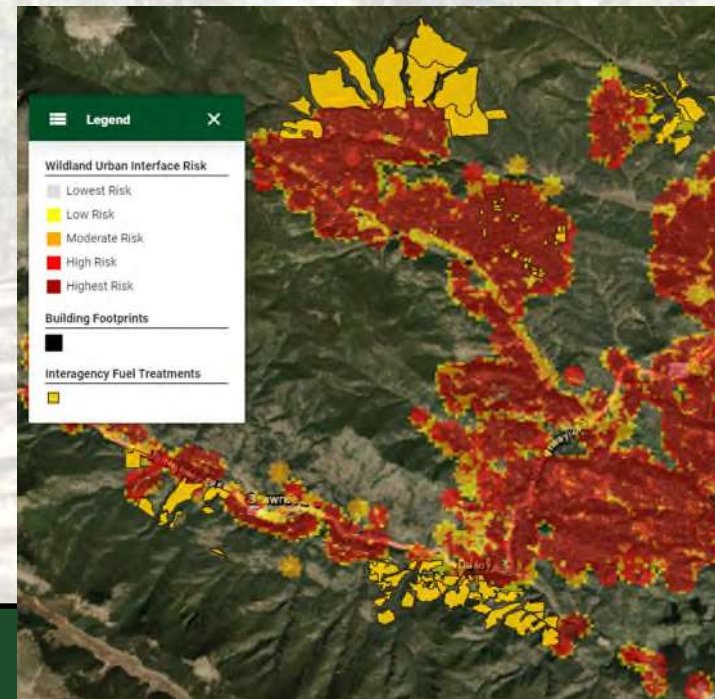 Legend
Wildland Urban Interface Risk
Lowest Risk
Low Risk
Moderate Risk
High Risk
Highest Risk
Building Footprints
Interagency Fuel Treatments